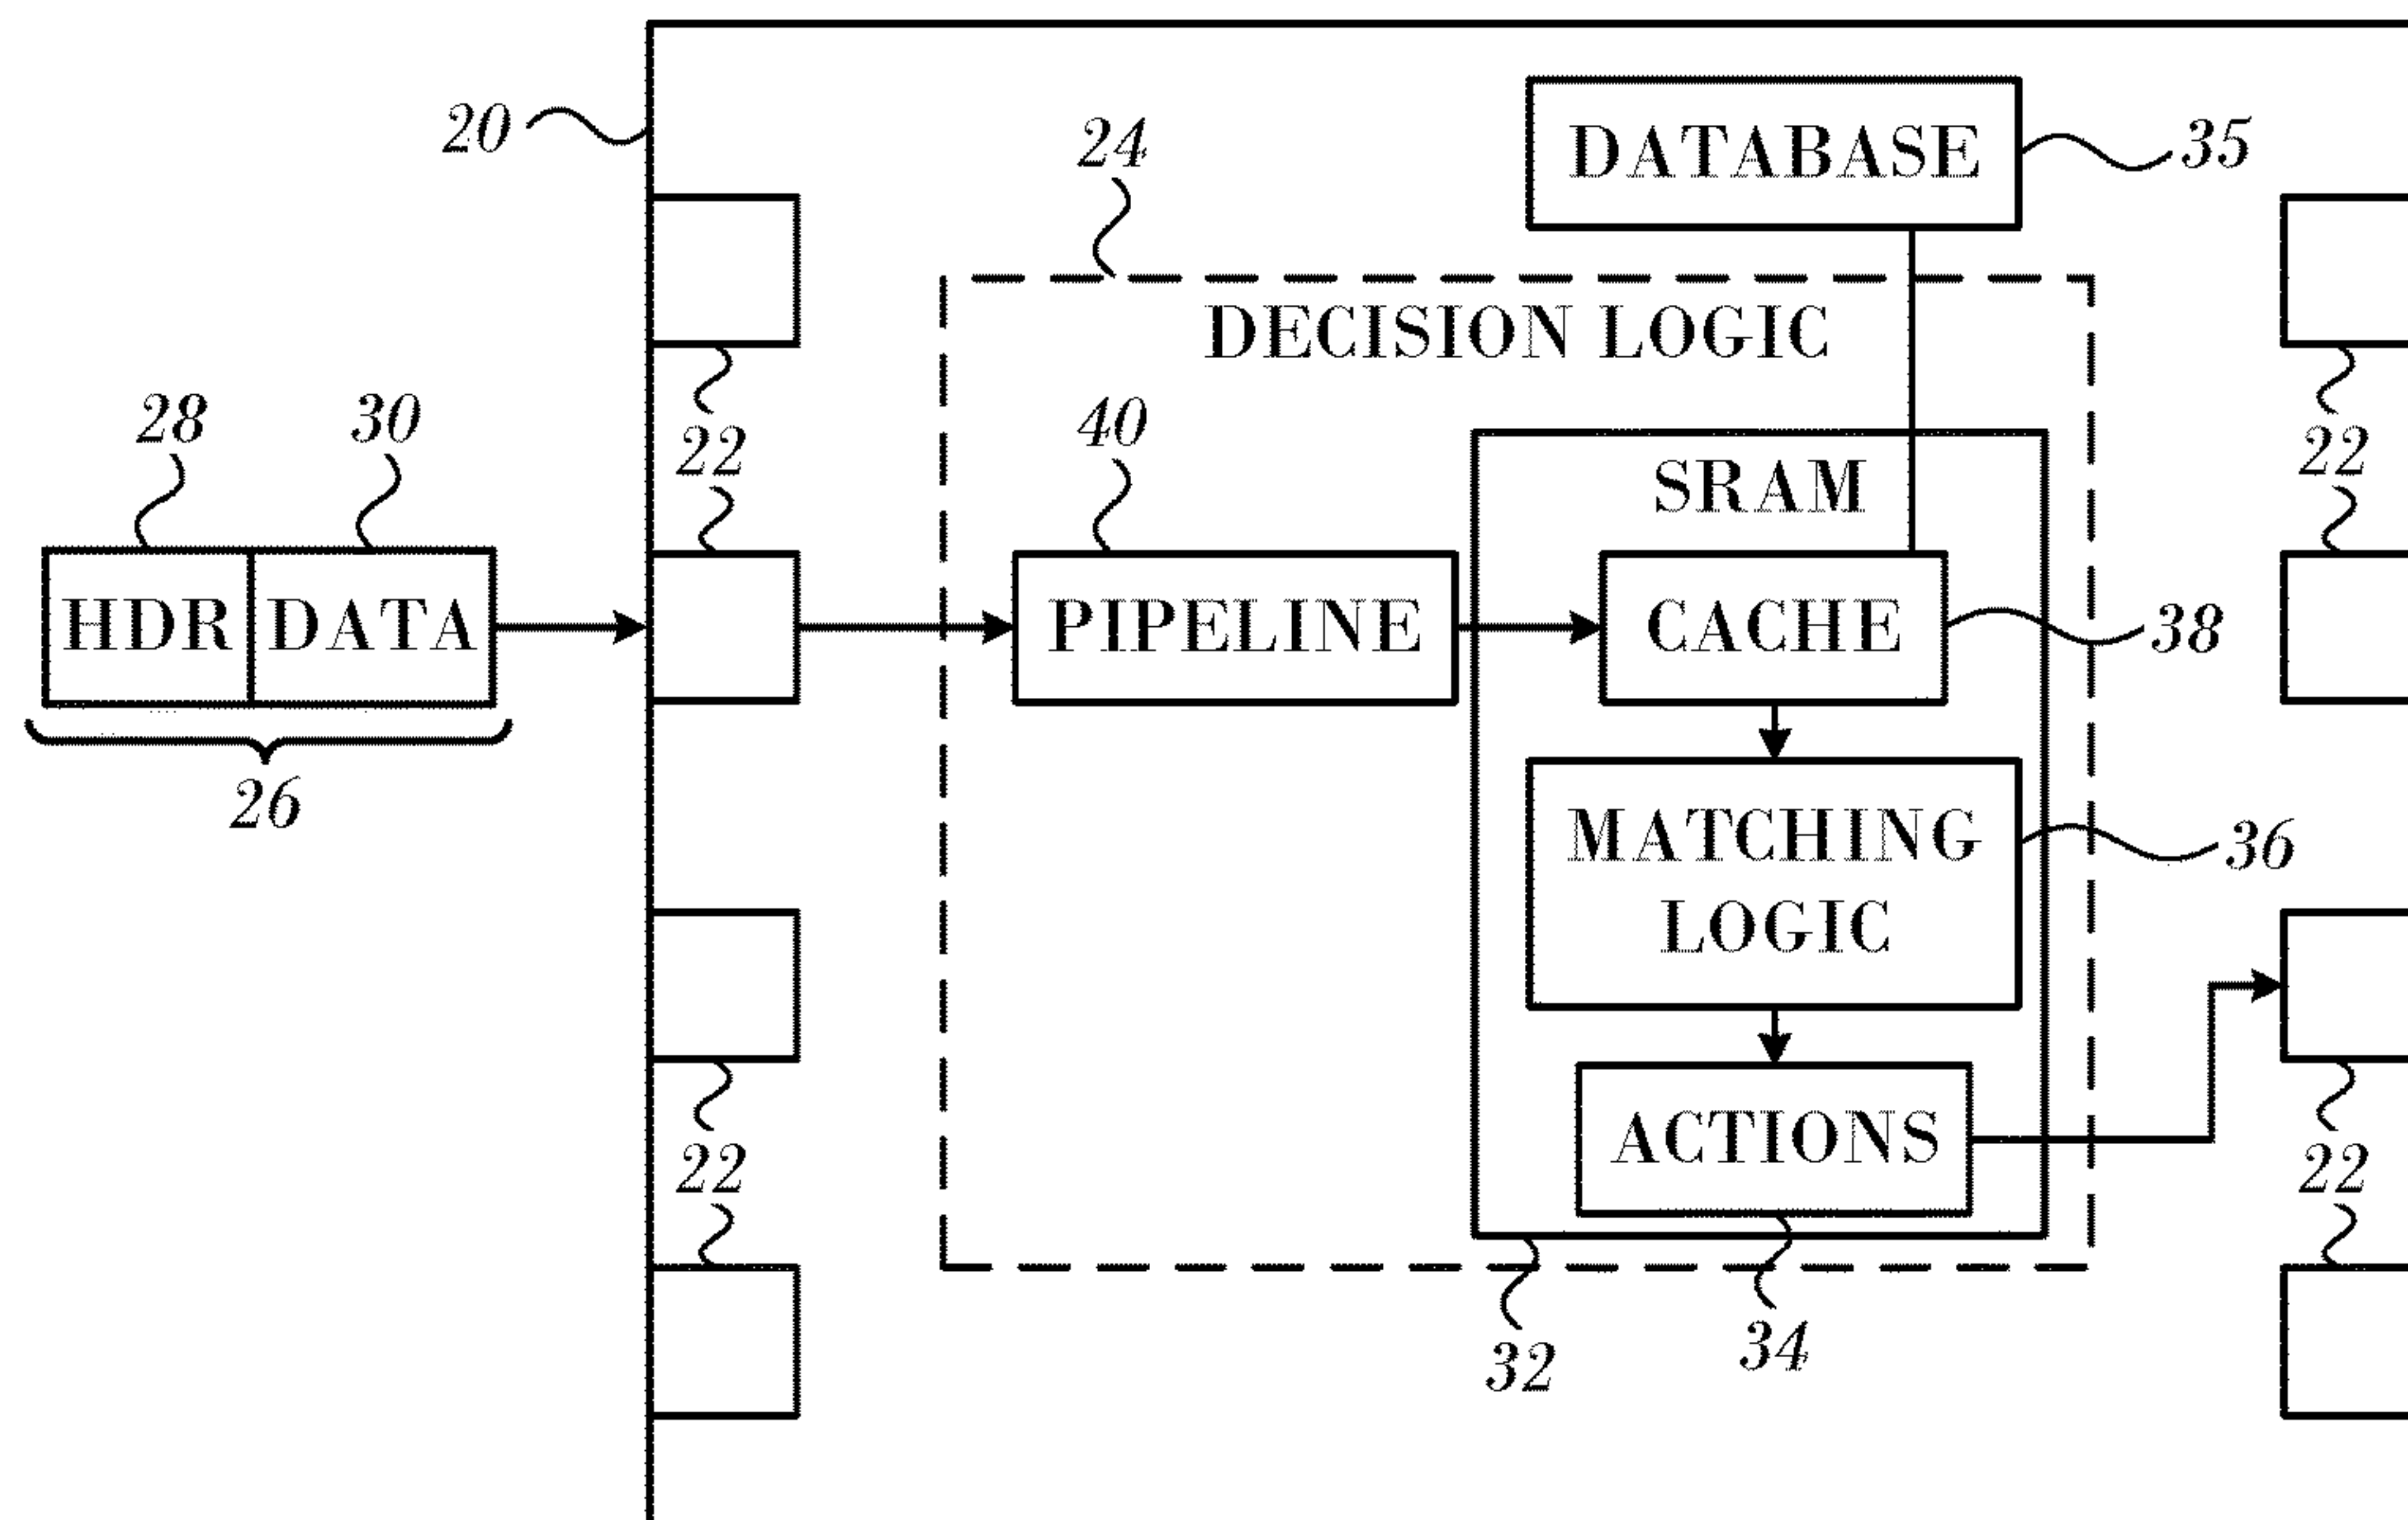 20
24
DATABASE
35
DECISION LOGIC
28
30
22
40
22
SRAM
HDR
DATA
PIPELINE
CACHE
38
26
MATCHING
LOGIC
36
ACTIONS
22
22
32
34